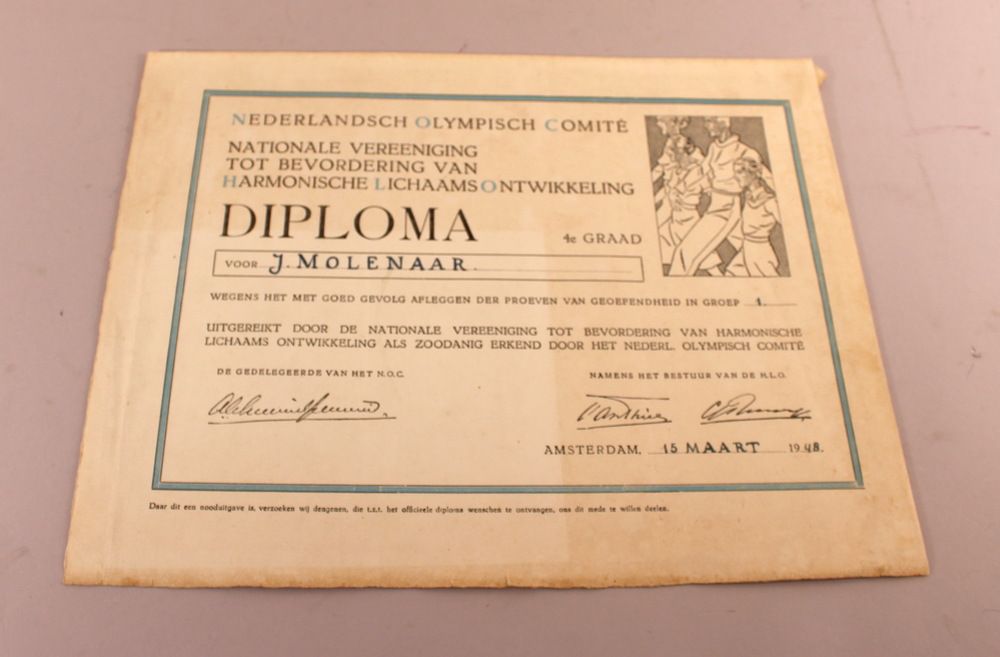 NEDERLANDSCH OLYMPISCH COMITÉ
NATIONALE VEREENIGING
TOT BEVORDERING VAN
HARMONISCHE LICHAAMS ONTWIKKELING
DIPLOMA 4e GRAAD
VOOR J. MOLENAAR
WEGENS HET MET GOED GEVOLG AFLEGGEN DER PROEVEN VAN GEOEFENDHEID IN GROEP 1.
UITGEREIKT DOOR DE NATIONALE VEREENIGING TOT BEVORDERING VAN HARMONISCHE
LICHAAMS ONTWIKKELING ALS ZOODANIG ERKEND DOOR HET NEDERL. OLYMPISCH COMITÉ
DE GEDELEGEERDE VAN HET N.O.C. NAMENS HET BESTUUR VAN DE H.L.O.
AMSTERDAM, 15 MAART 1948.
Daar dit een nooduitgave is, verzoeken wij dengenen, die t.z.t. het officieele diploma wenschen te ontvangen, ons dit mede te willen deelen.